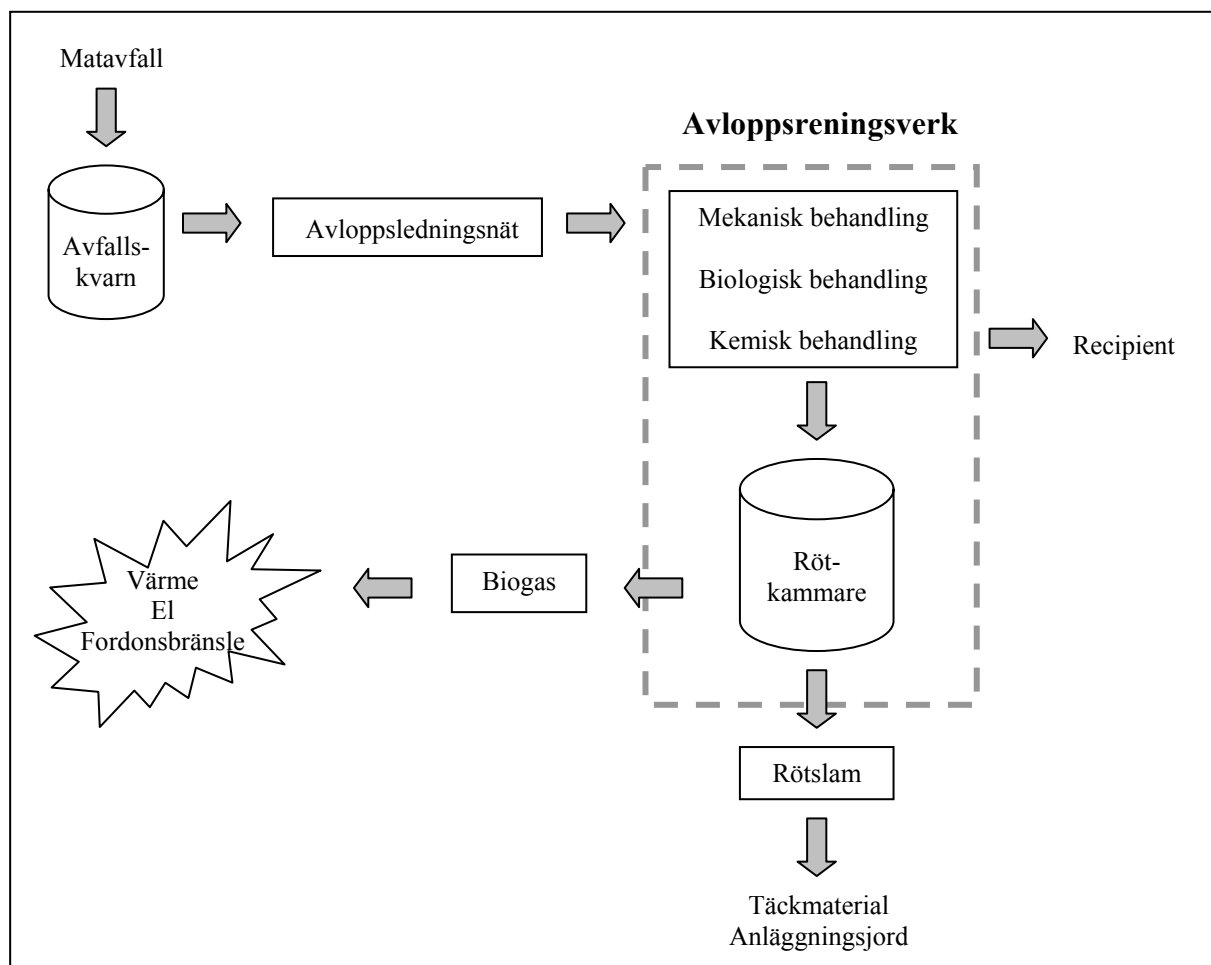 Matavfall
Avfalls-
kvarn
Avloppsledningsnät
Avloppsreningsverk
Mekanisk behandling
Biologisk behandling
Kemisk behandling
Recipient
Röt-
kammare
Biogas
Värme
El
Fordonsbränsle
Rötslam
Täckmaterial
Anläggningsjord